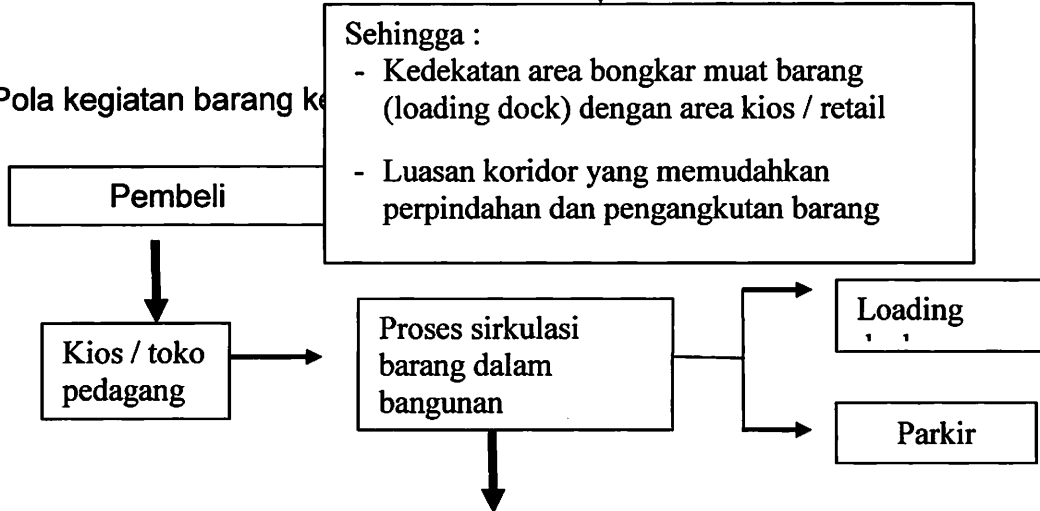 Sehingga :
- Kedekatan area bongkar muat barang
(loading dock) dengan area kios / retail
- Luasan koridor yang memudahkan
perpindahan dan pengangkutan barang
Pola kegiatan barang
Pembeli
Kios / toko
pedagang
Proses sirkulasi
barang dalam
bangunan
Loading
Parkir